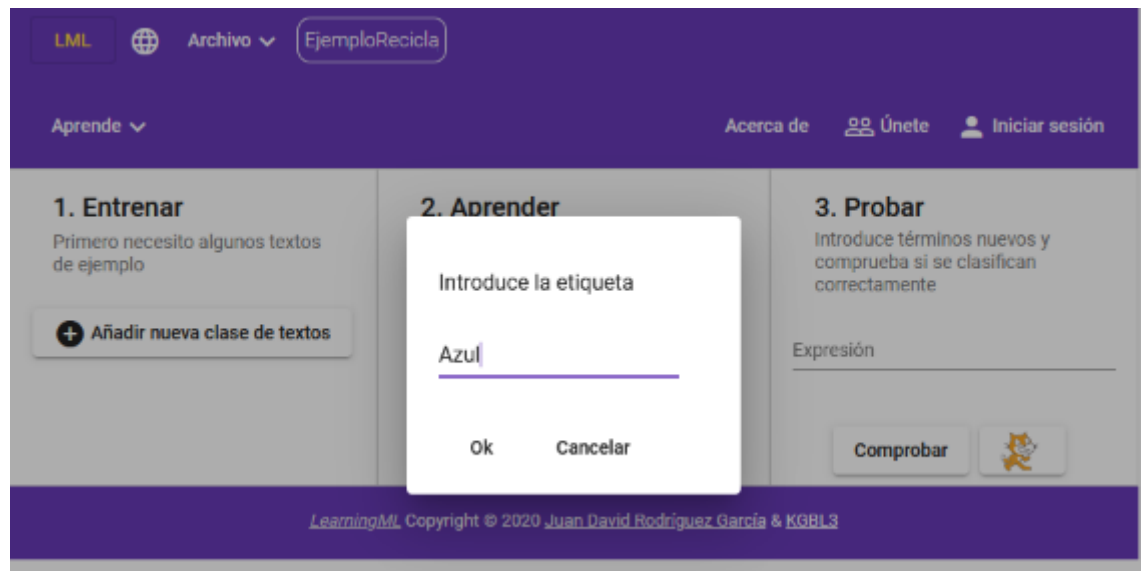 LML Archivo EjemploRecicla
Aprende Acerca de Únete Iniciar sesión
1. Entrenar
Primero necesito algunos textos
de ejemplo
Añadir nueva clase de textos
2. Aprender
Introduce la etiqueta
Azul
Ok Cancelar
3. Probar
Introduce términos nuevos y
comprueba si se clasifican
correctamente
Expresión
Comprobar
LearningML Copyright © 2020 Juan David Rodríguez García & KGBL3